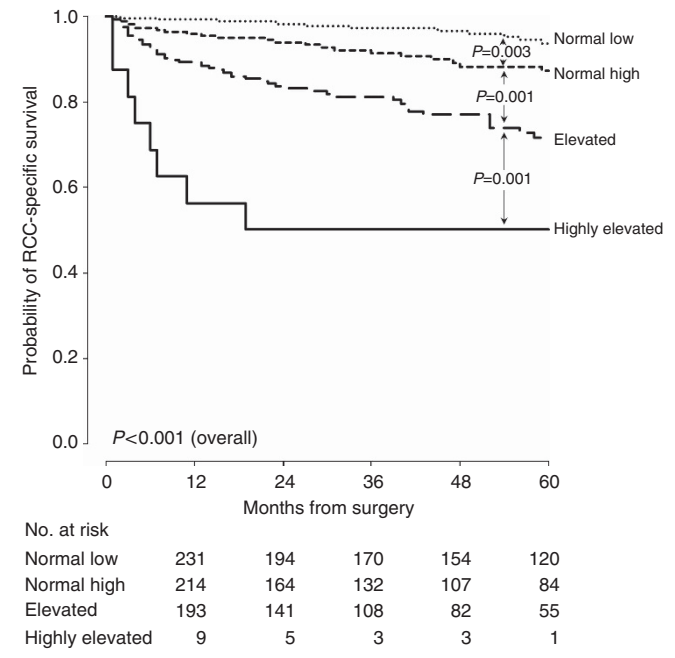 1.0
0.8
0.6
0.4
0.2
0.0
Probability of RCC-specific survival
Normal low
P=0.003
Normal high
P=0.001
Elevated
P=0.001
Highly elevated
P<0.001 (overall)
0 12 24 36 48 60
Months from surgery
No. at risk
Normal low 231 194 170 154 120
Normal high 214 164 132 107 84
Elevated 193 141 108 82 55
Highly elevated 9 5 3 3 1